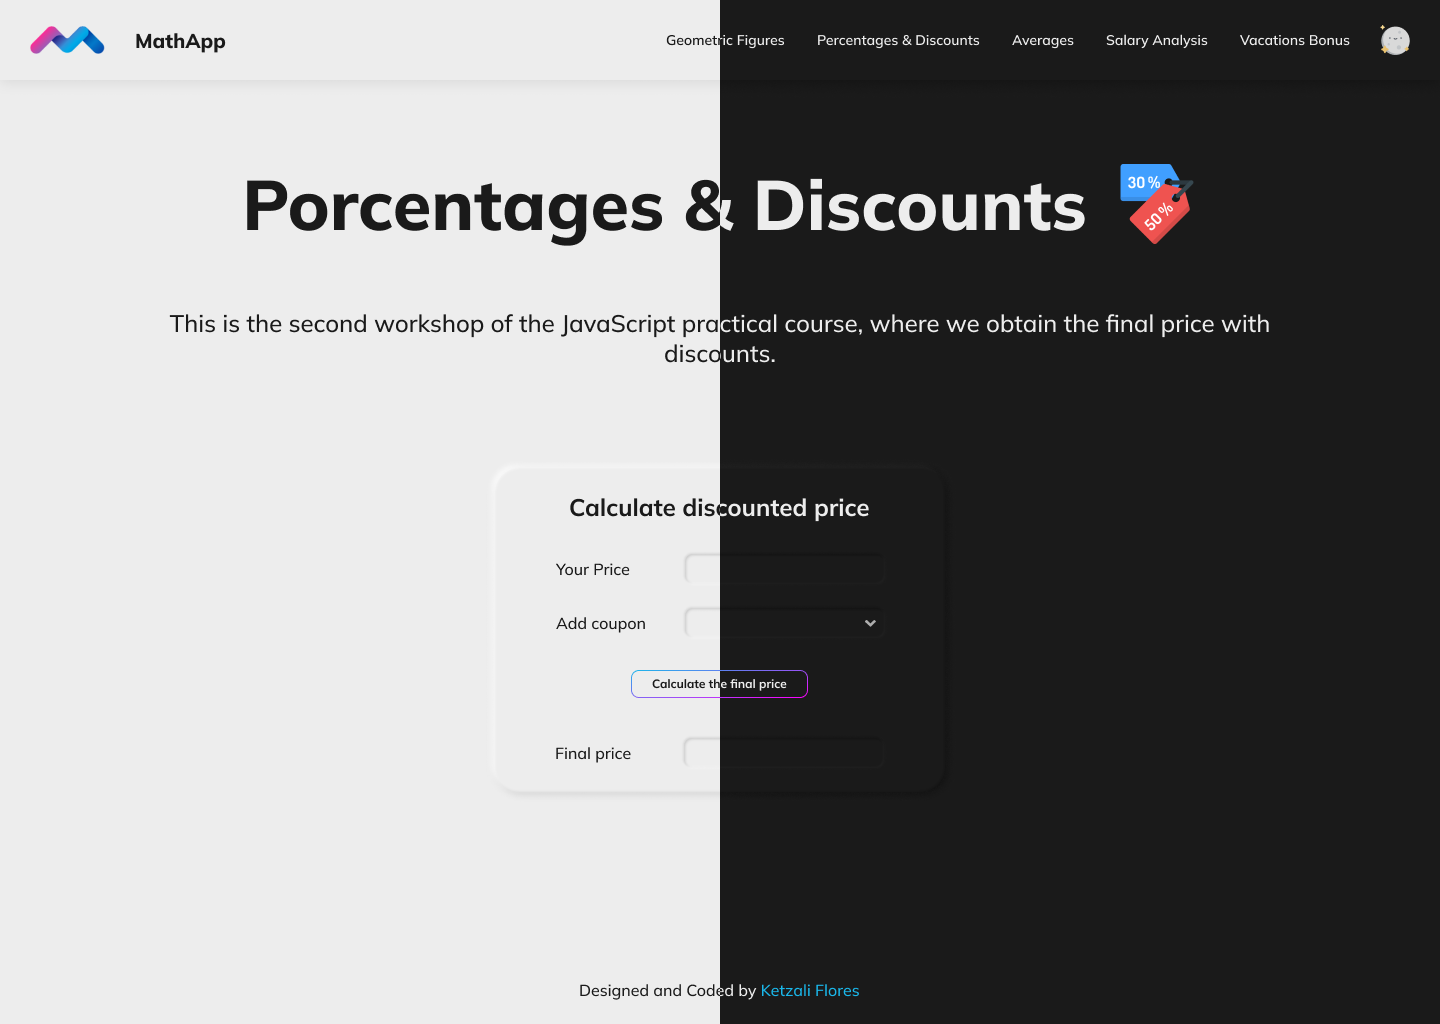 MathApp
Geometric Figures
Percentages & Discounts
Averages
Salary Analysis
Vacations Bonus
Porcentages & Discounts
30%
50%
This is the second workshop of the JavaScript practical course, where we obtain the final price with
discounts.
Calculate discounted price
Your Price
Add coupon
Calculate the final price
Final price
Designed and Coded by Ketzali Flores